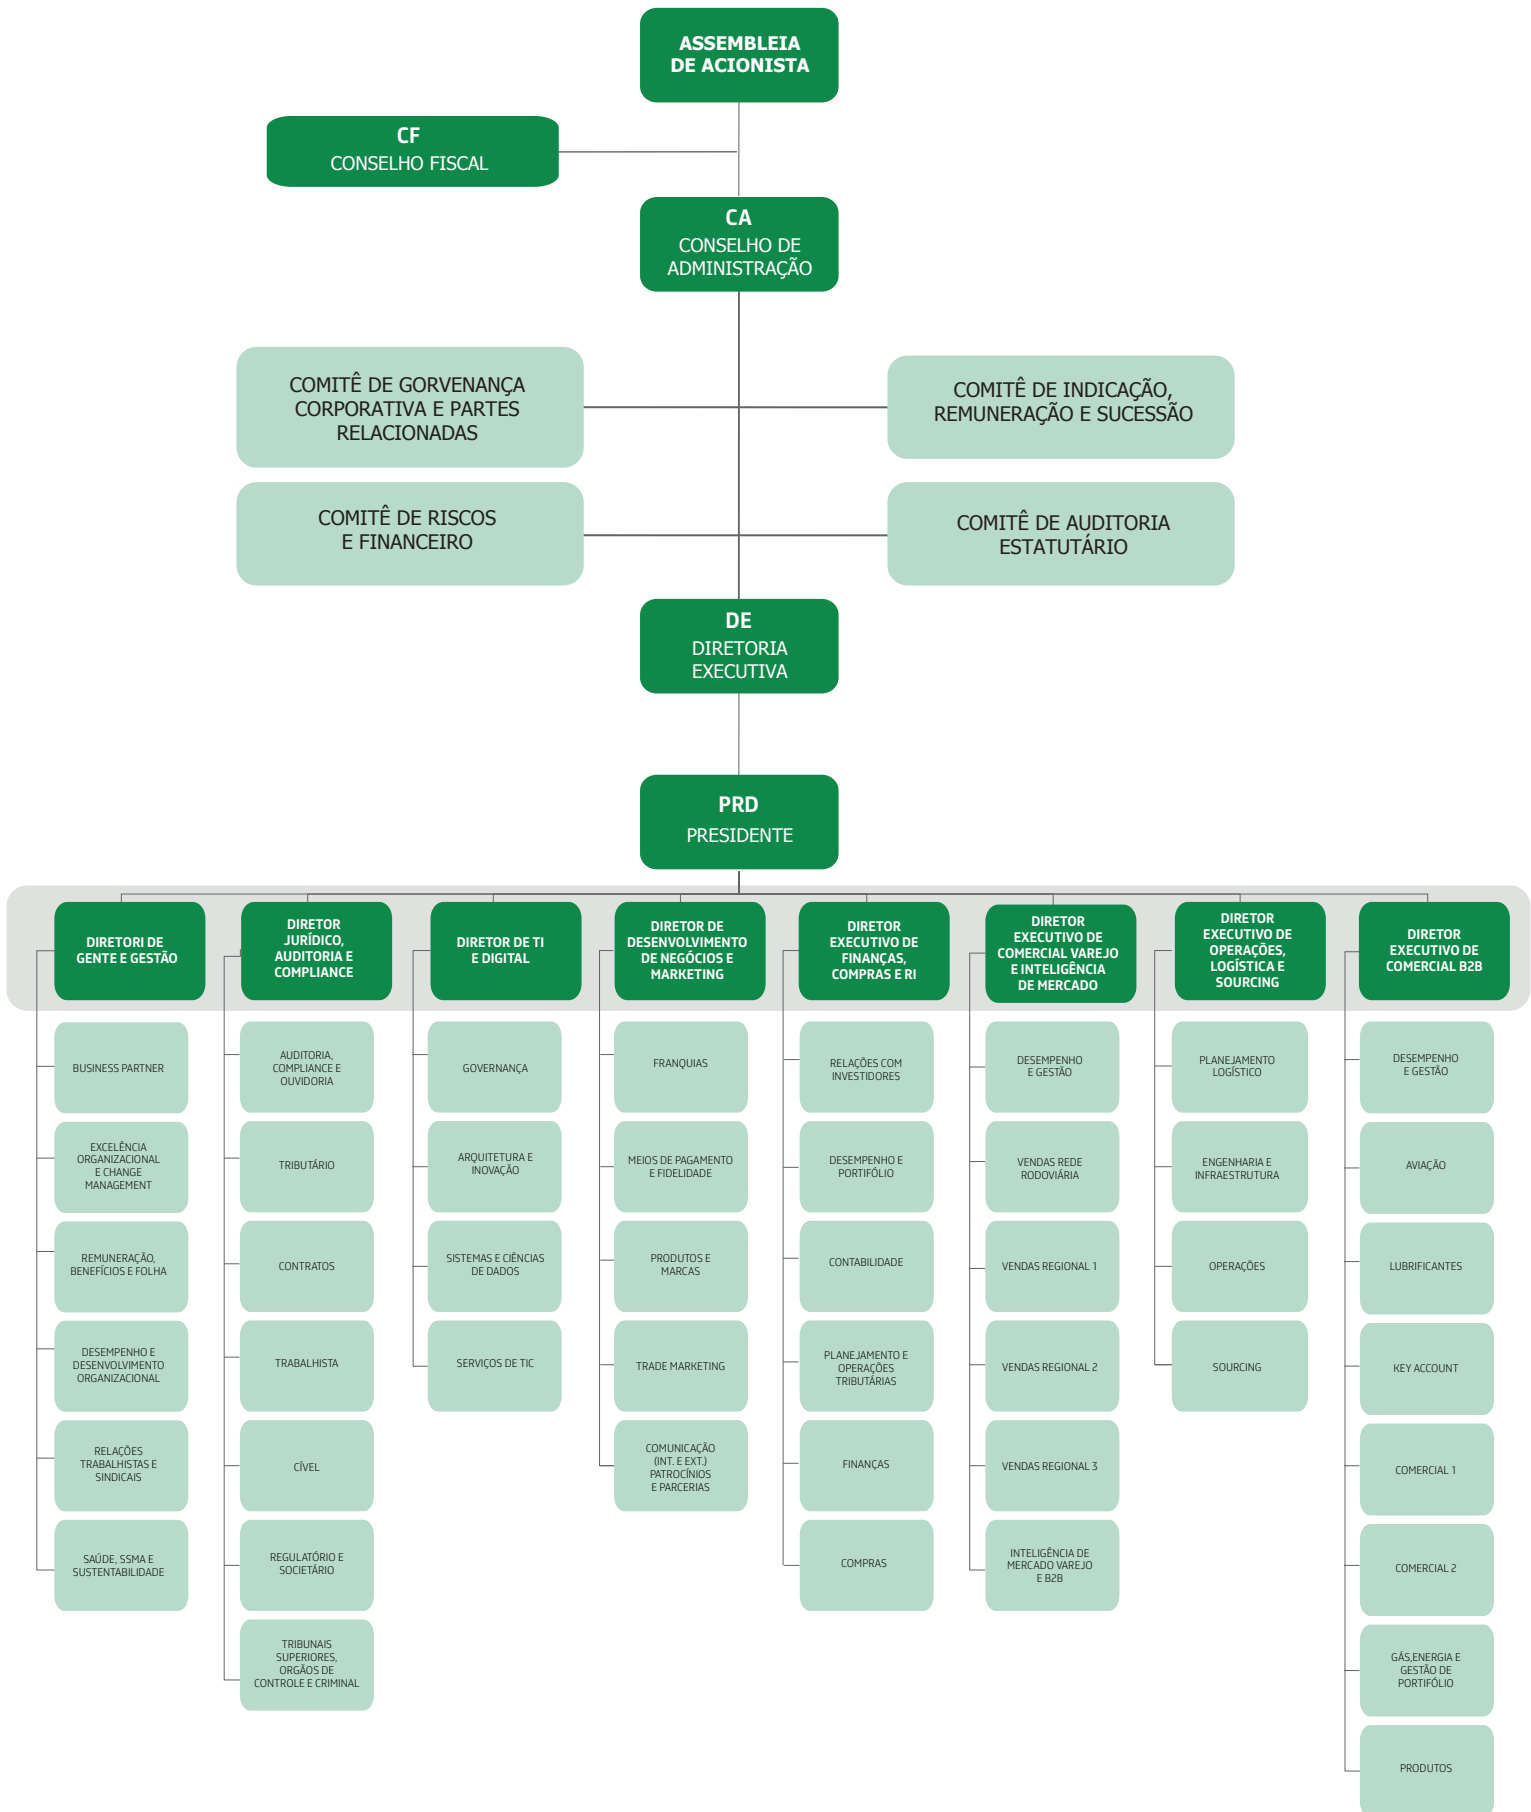 ASSEMBLEIA
DE ACIONISTA
CF
CONSELHO FISCAL
CA
CONSELHO DE
ADMINISTRAÇÃO
COMITÊ DE GORVENANÇA
CORPORATIVA E PARTES
RELACIONADAS
COMITÊ DE INDICAÇÃO,
REMUNERAÇÃO E SUCESSÃO
COMITÊ DE RISCOS
E FINANCEIRO
COMITÊ DE AUDITORIA
ESTATUTÁRIO
DE
DIRETORIA
EXECUTIVA
PRD
PRESIDENTE
DIRETORI DE
GENTE E GESTÃO
BUSINESS PARTNER
EXCELÊNCIA
ORGANIZACIONAL
E CHANGE
MANAGEMENT
REMUNERAÇÃO,
BENEFÍCIOS E FOLHA
DESEMPENHO E
DESENVOLVIMENTO
ORGANIZACIONAL
RELAÇÕES
TRABALHISTAS E
SINDICAIS
SAÚDE, SSMA E
SUSTENTABILIDADE
DIRETOR
JURÍDICO,
AUDITORIA E
COMPLIANCE
AUDITORIA,
COMPLIANCE E
OUVIDORIA
TRIBUTÁRIO
CONTRATOS
TRABALHISTA
CÍVEL
REGULATÓRIO E
SOCIETÁRIO
TRIBUNAIS
SUPERIORES,
ORGÃOS DE
CONTROLE E CRIMINAL
DIRETOR DE TI
E DIGITAL
GOVERNANÇA
ARQUITETURA E
INOVAÇÃO
SISTEMAS E CIÊNCIAS
DE DADOS
SERVIÇOS DE TIC
DIRETOR DE
DESENVOLVIMENTO
DE NEGÓCIOS E
MARKETING
FRANQUIAS
MEIOS DE PAGAMENTO
E FIDELIDADE
PRODUTOS E
MARCAS
TRADE MARKETING
COMUNICAÇÃO
(INT. E EXT.)
PATROCÍNIOS
E PARCERIAS
DIRETOR
EXECUTIVO DE
FINANÇAS,
COMPRAS E RI
RELAÇÕES COM
INVESTIDORES
DESEMPENHO E
PORTIFÓLIO
CONTABILIDADE
PLANEJAMENTO E
OPERAÇÕES
TRIBUTÁRIAS
FINANÇAS
COMPRAS
DIRETOR
EXECUTIVO DE
COMERCIAL VAREJO
E INTELIGÊNCIA
DE MERCADO
DESEMPENHO
E GESTÃO
VENDAS REDE
RODOVIÁRIA
VENDAS REGIONAL 1
VENDAS REGIONAL 2
VENDAS REGIONAL 3
INTELIGÊNCIA DE
MERCADO VAREJO
E B2B
DIRETOR
EXECUTIVO DE
OPERAÇÕES,
LOGÍSTICA E
SOURCING
PLANEJAMENTO
LOGÍSTICO
ENGENHARIA E
INFRAESTRUTURA
OPERAÇÕES
SOURCING
DIRETOR
EXECUTIVO DE
COMERCIAL B2B
DESEMPENHO
E GESTÃO
AVIAÇÃO
LUBRIFICANTES
KEY ACCOUNT
COMERCIAL 1
COMERCIAL 2
GÁS,ENERGIA E
GESTÃO DE
PORTIFÓLIO
PRODUTOS